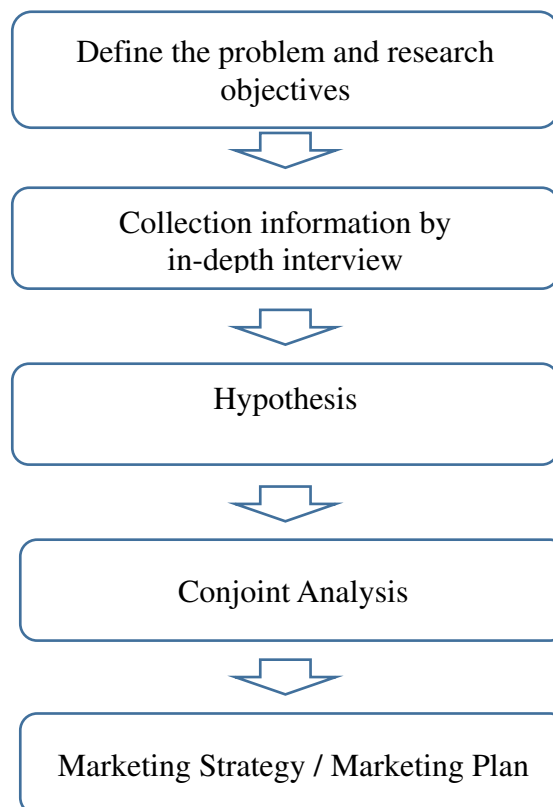 Define the problem and research
objectives
Collection information by
in-depth interview
Hypothesis
Conjoint Analysis
Marketing Strategy / Marketing Plan